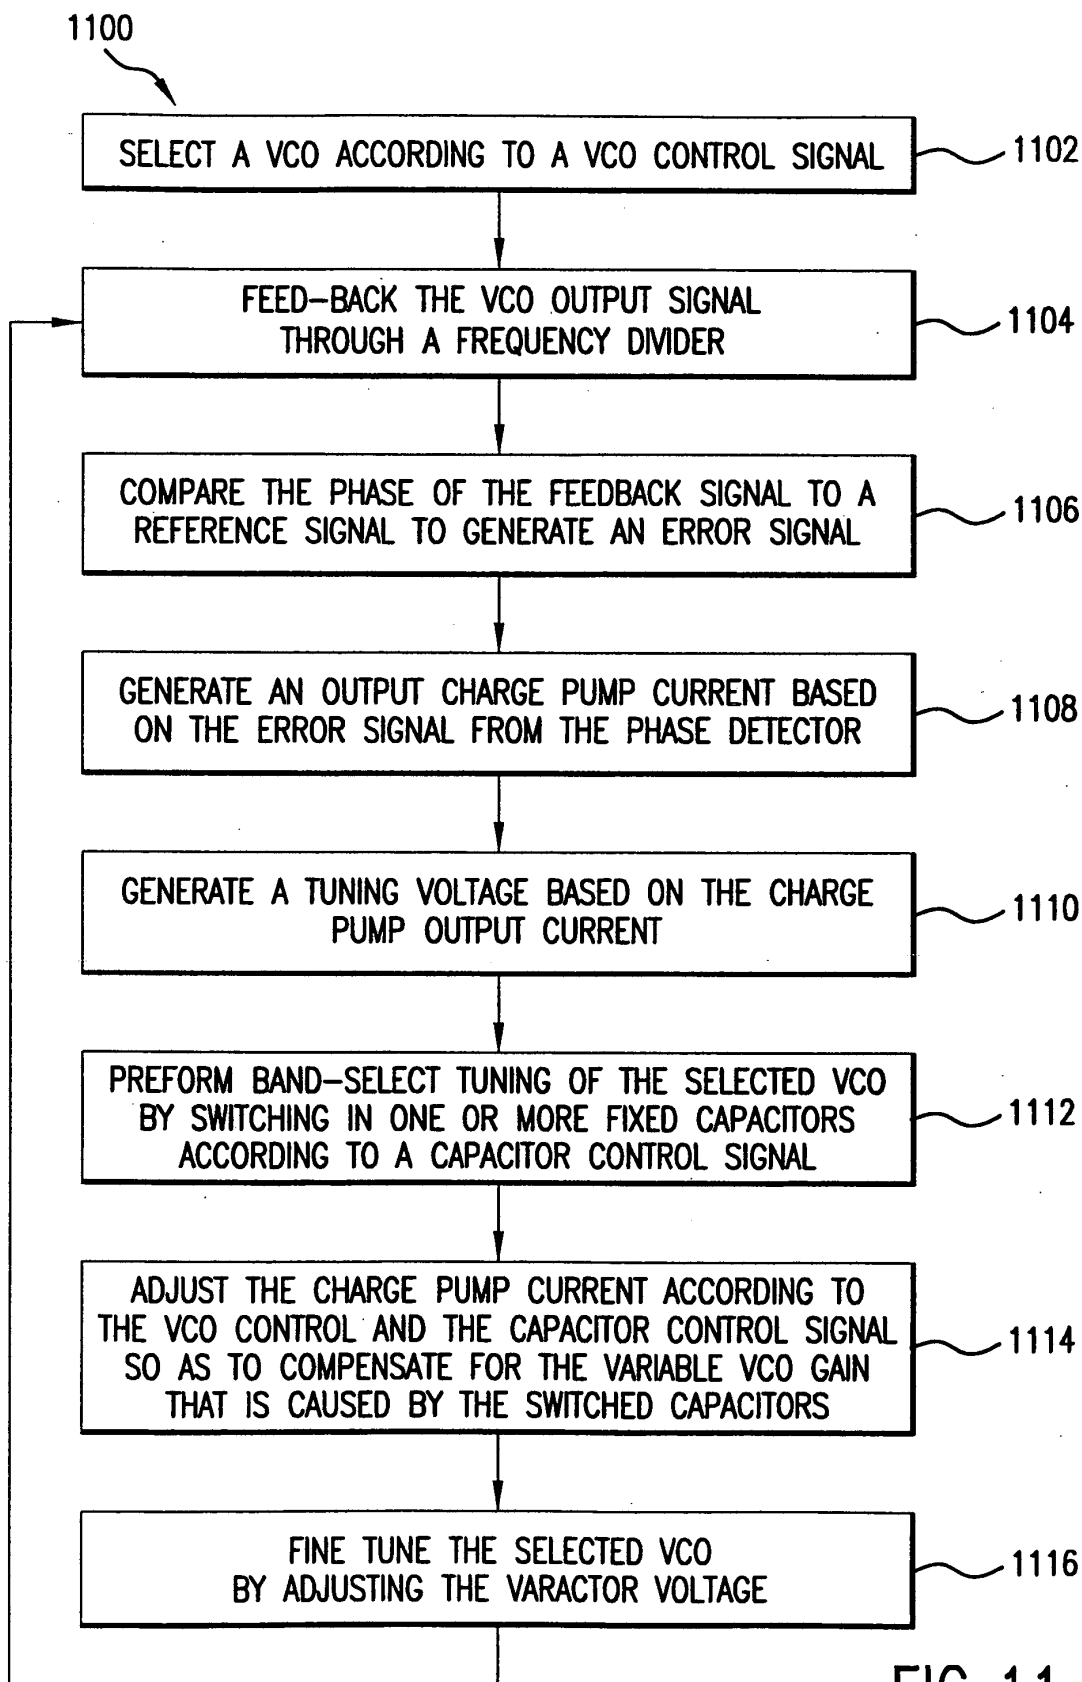 1100
SELECT A VCO ACCORDING TO A VCO CONTROL SIGNAL
1102
FEED-BACK THE VCO OUTPUT SIGNAL
THROUGH A FREQUENCY DIVIDER
1104
COMPARE THE PHASE OF THE FEEDBACK SIGNAL TO A
REFERENCE SIGNAL TO GENERATE AN ERROR SIGNAL
1106
GENERATE AN OUTPUT CHARGE PUMP CURRENT BASED
ON THE ERROR SIGNAL FROM THE PHASE DETECTOR
1108
GENERATE A TUNING VOLTAGE BASED ON THE CHARGE
PUMP OUTPUT CURRENT
1110
PREFORM BAND-SELECT TUNING OF THE SELECTED VCO
BY SWITCHING IN ONE OR MORE FIXED CAPACITORS
ACCORDING TO A CAPACITOR CONTROL SIGNAL
1112
ADJUST THE CHARGE PUMP CURRENT ACCORDING TO
THE VCO CONTROL AND THE CAPACITOR CONTROL SIGNAL
SO AS TO COMPENSATE FOR THE VARIABLE VCO GAIN
THAT IS CAUSED BY THE SWITCHED CAPACITORS
1114
FINE TUNE THE SELECTED VCO
BY ADJUSTING THE VARACTOR VOLTAGE
1116
FIG. 11